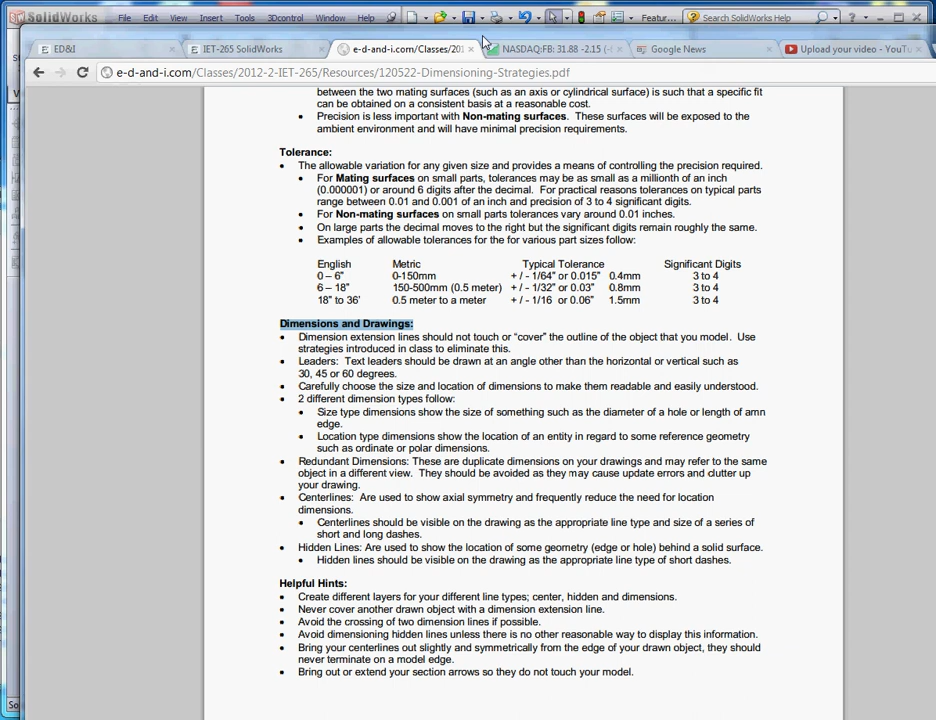 SolidWorks File Edit View Insert Tools 3Dcontrol Window Help Featur... Search SolidWorks Help
ED&I IET-265 SolidWorks e-d-and-i.com/Classes/201 NASDAQ:FB: 31.88 -2.15 (- Google News Upload your video - YouTu
e-d-and-i.com/Classes/2012-2-IET-265/Resources/120522-Dimensioning-Strategies.pdf
between the two mating surfaces (such as an axis or cylindrical surface) is such that a specific fit
can be obtained on a consistent basis at a reasonable cost.
• Precision is less important with Non-mating surfaces. These surfaces will be exposed to the
ambient environment and will have minimal precision requirements.
Tolerance:
• The allowable variation for any given size and provides a means of controlling the precision required.
• For Mating surfaces on small parts, tolerances may be as small as a millionth of an inch
(0.000001) or around 6 digits after the decimal. For practical reasons tolerances on typical parts
range between 0.01 and 0.001 of an inch and precision of 3 to 4 significant digits.
• For Non-mating surfaces on small parts tolerances vary around 0.01 inches.
• On large parts the decimal moves to the right but the significant digits remain roughly the same.
• Examples of allowable tolerances for the for various part sizes follow:
English Metric Typical Tolerance Significant Digits
0 – 6" 0-150mm + / - 1/64" or 0.015" 0.4mm 3 to 4
6 – 18" 150-500mm (0.5 meter) + / - 1/32" or 0.03" 0.8mm 3 to 4
18" to 36' 0.5 meter to a meter + / - 1/16 or 0.06" 1.5mm 3 to 4
Dimensions and Drawings:
• Dimension extension lines should not touch or “cover” the outline of the object that you model. Use
strategies introduced in class to eliminate this.
• Leaders: Text leaders should be drawn at an angle other than the horizontal or vertical such as
30, 45 or 60 degrees.
• Carefully choose the size and location of dimensions to make them readable and easily understood.
• 2 different dimension types follow:
• Size type dimensions show the size of something such as the diameter of a hole or length of amn
edge.
• Location type dimensions show the location of an entity in regard to some reference geometry
such as ordinate or polar dimensions.
• Redundant Dimensions: These are duplicate dimensions on your drawings and may refer to the same
object in a different view. They should be avoided as they may cause update errors and clutter up
your drawing.
• Centerlines: Are used to show axial symmetry and frequently reduce the need for location
dimensions.
• Centerlines should be visible on the drawing as the appropriate line type and size of a series of
short and long dashes.
• Hidden Lines: Are used to show the location of some geometry (edge or hole) behind a solid surface.
• Hidden lines should be visible on the drawing as the appropriate line type of short dashes.
Helpful Hints:
• Create different layers for your different line types; center, hidden and dimensions.
• Never cover another drawn object with a dimension extension line.
• Avoid the crossing of two dimension lines if possible.
• Avoid dimensioning hidden lines unless there is no other reasonable way to display this information.
• Bring your centerlines out slightly and symmetrically from the edge of your drawn object, they should
never terminate on a model edge.
• Bring out or extend your section arrows so they do not touch your model.